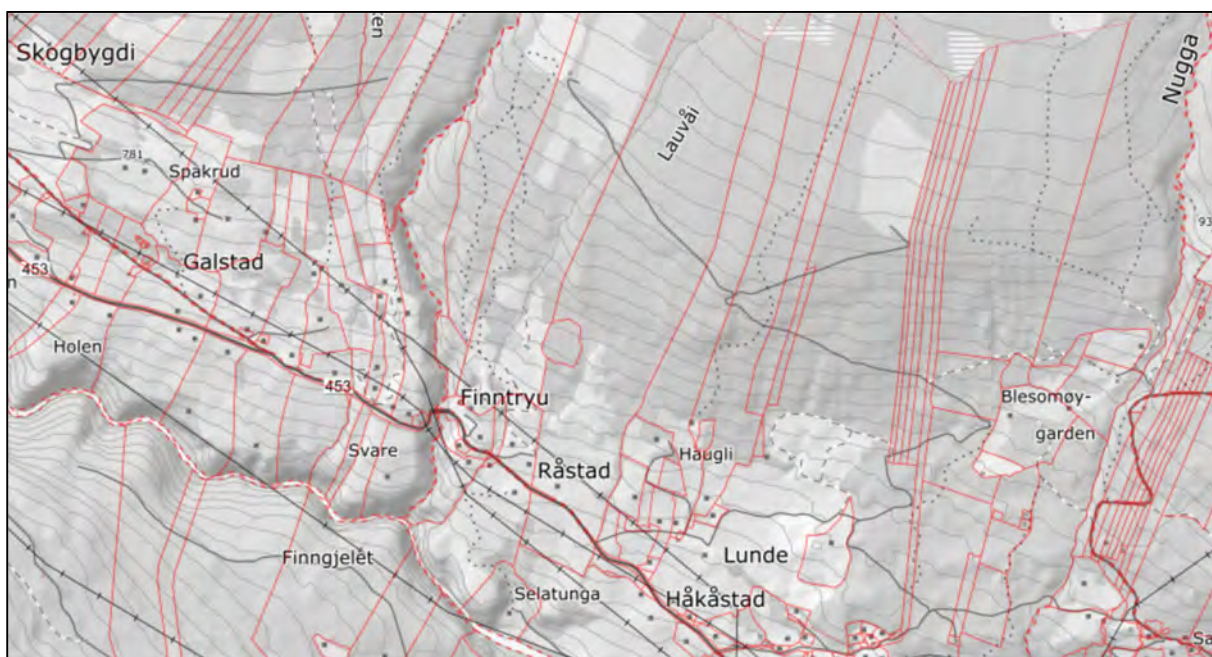 Skogbygdi
Nugga
Lauvåi
781
Spakrud
Galstad
453
Holen
453
Finntryu
Blesomøy-
garden
Svare
Haugli
Råstad
Finngjelet
Lunde
Selatunga
Håkåstad